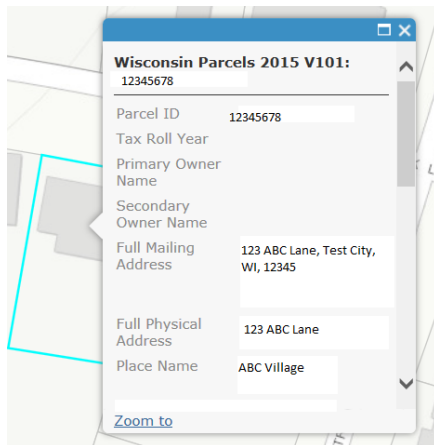 Wisconsin Parcels 2015 V101:
12345678
Parcel ID 12345678
Tax Roll Year
Primary Owner
Name
Secondary
Owner Name
Full Mailing 123 ABC Lane, Test City,
Address WI, 12345
Full Physical 123 ABC Lane
Address
Place Name ABC Village
Zoom to